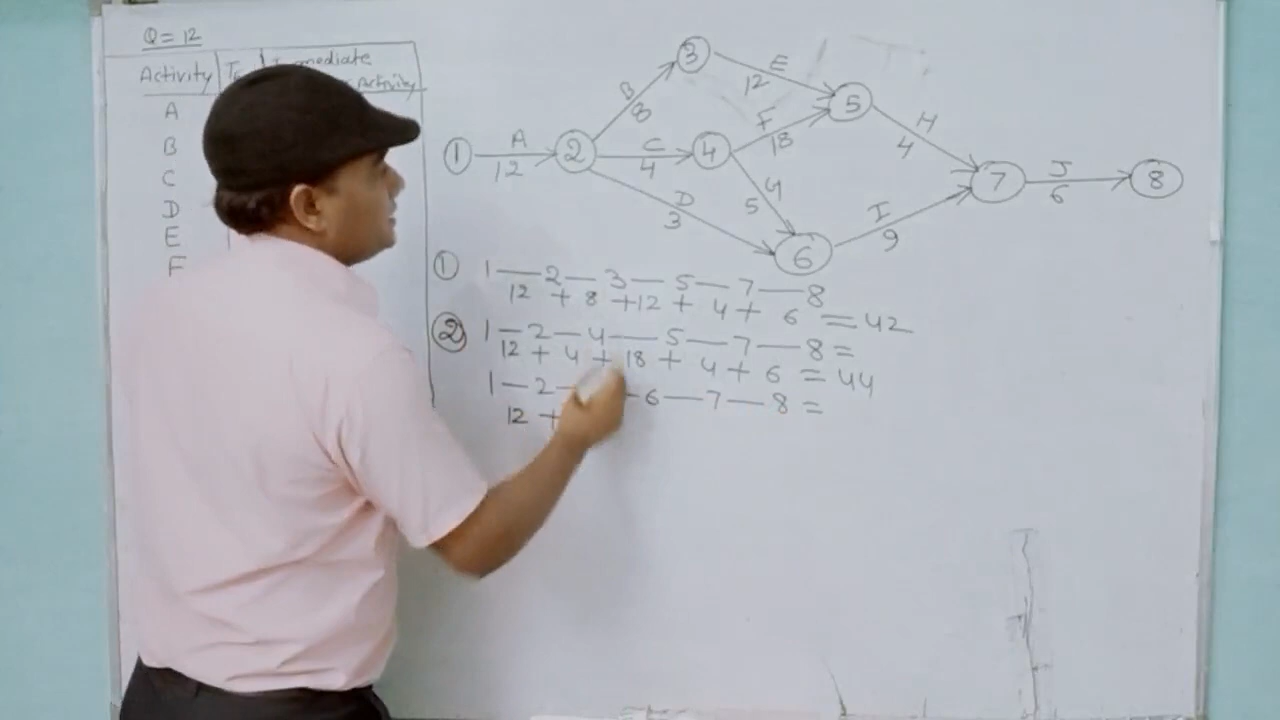 Q = 12
Activity
Activity
A
B
C
D
E
F
1 A 12 2
B 8 3
C 4 4
D 3 6
E 12 5
F 18
G 5
H 4 7
I 9
J 6 8
① 1 — 2 — 3 — 5 — 7 — 8
12 + 8 + 12 + 4 + 6 = 42
② 1 — 2 — 4 — 5 — 7 — 8 =
12 + 4 + 18 + 4 + 6 = 44
1 — 2 — 6 — 7 — 8 =
12 +